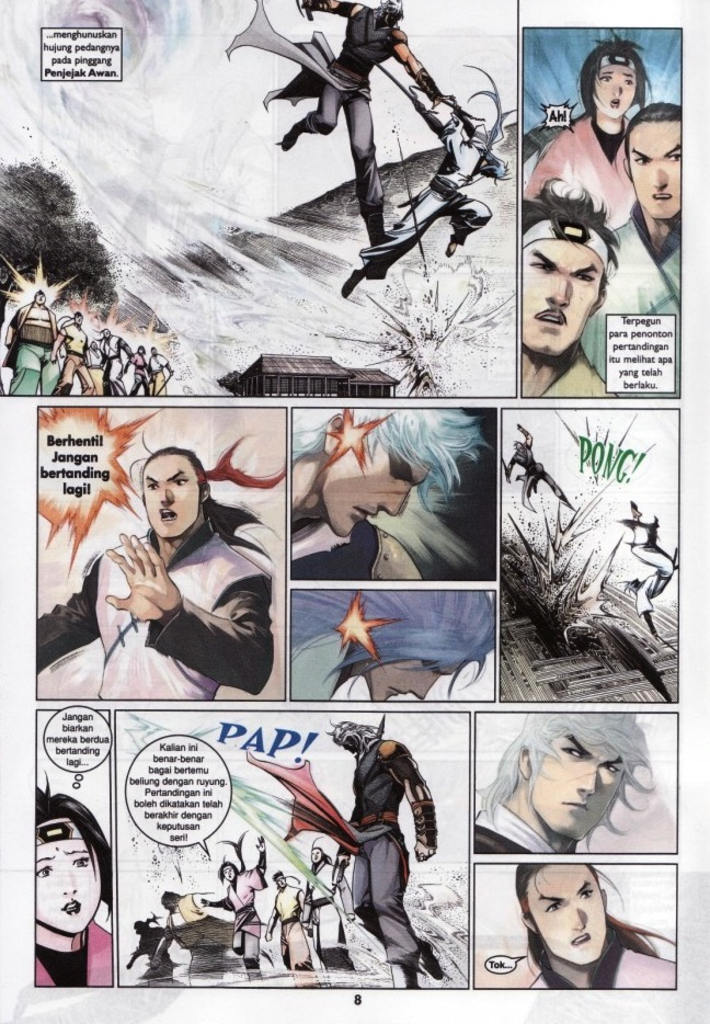 ...menghunuskan
hujung pedangnya
pada pinggang
Penjejak Awan.
Ah!
Terpegun
para penonton
pertandingan
itu melihat apa
yang telah
berlaku.
Berhenti!
Jangan
bertanding
lagi!
PONG!
Jangan
biarkan
mereka berdua
bertanding
lagi...
PAP!
Kalian ini
benar-benar
bagai bertemu
beliung dengan ruyung.
Pertandingan ini
boleh dikatakan telah
berakhir dengan
keputusan
seri!
Tok...
8